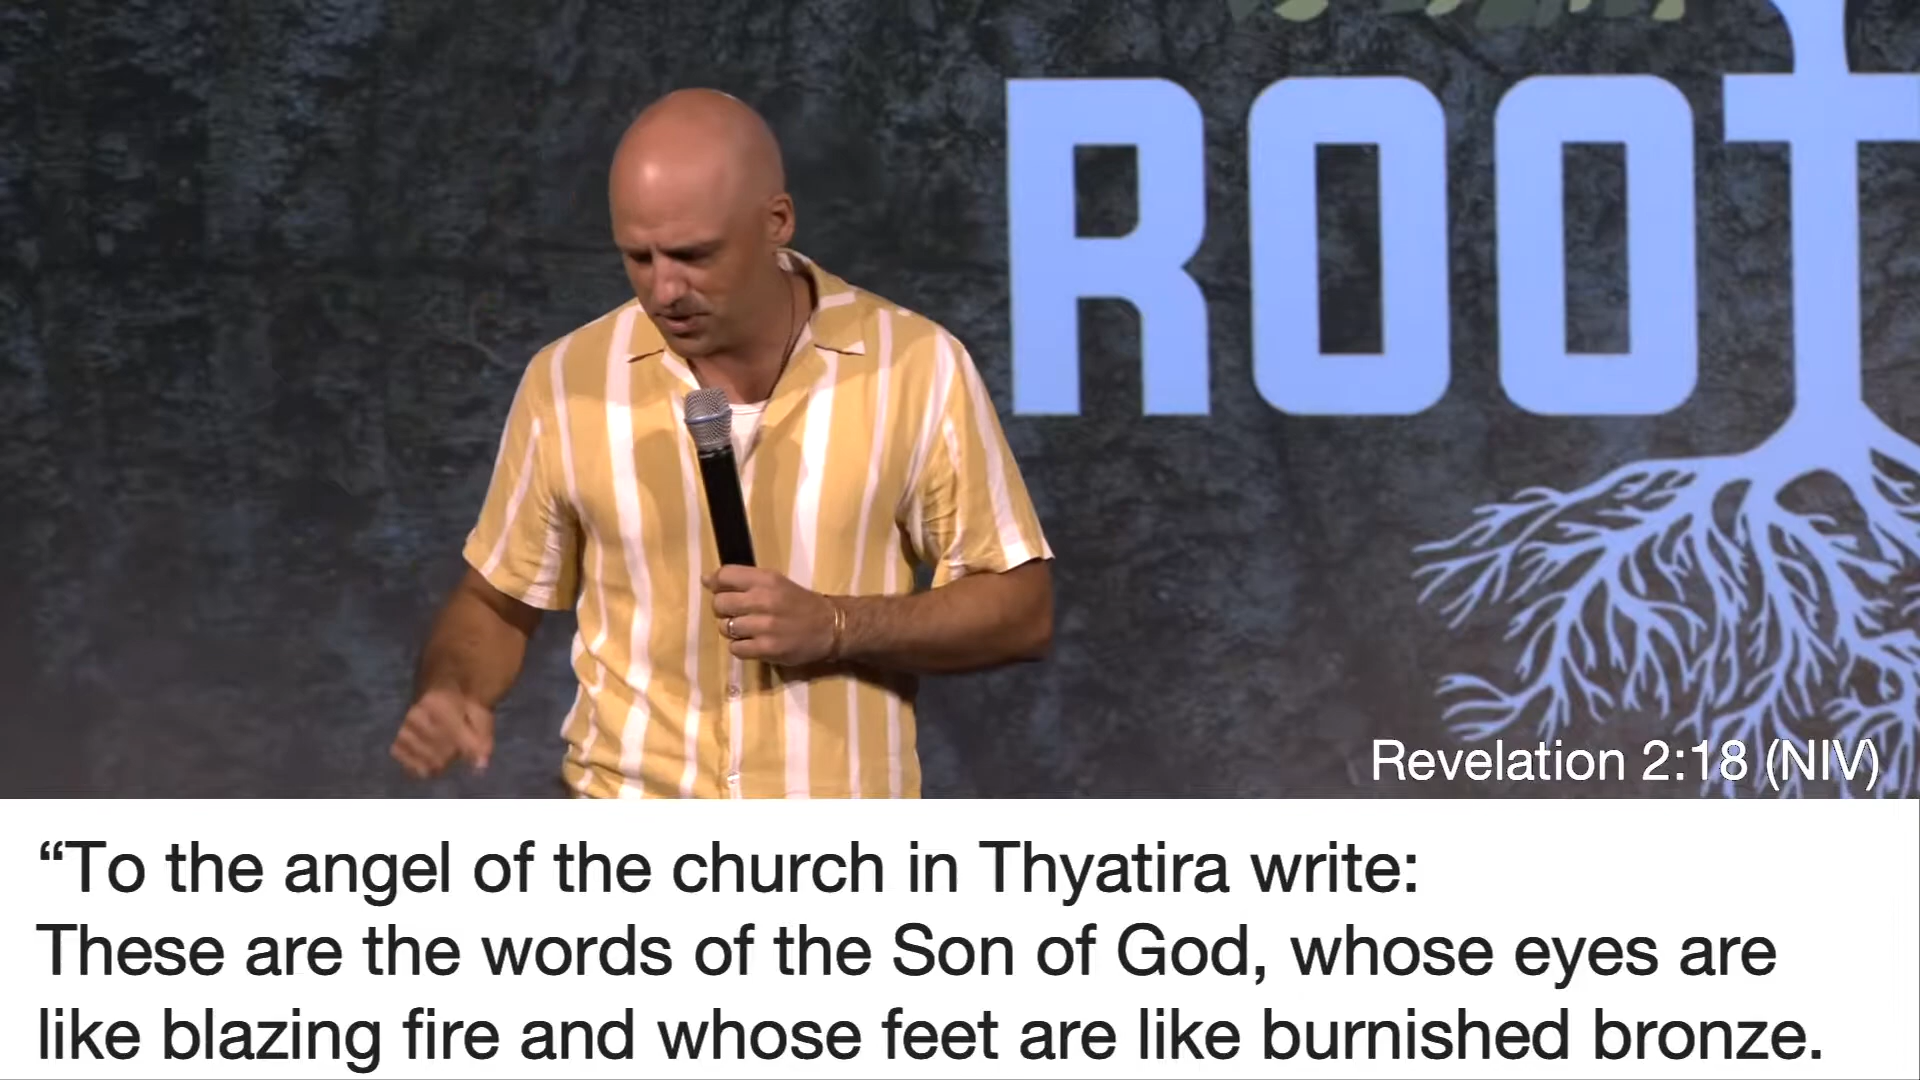 ROOT
Revelation 2:18 (NIV)
“To the angel of the church in Thyatira write:
These are the words of the Son of God, whose eyes are
like blazing fire and whose feet are like burnished bronze.